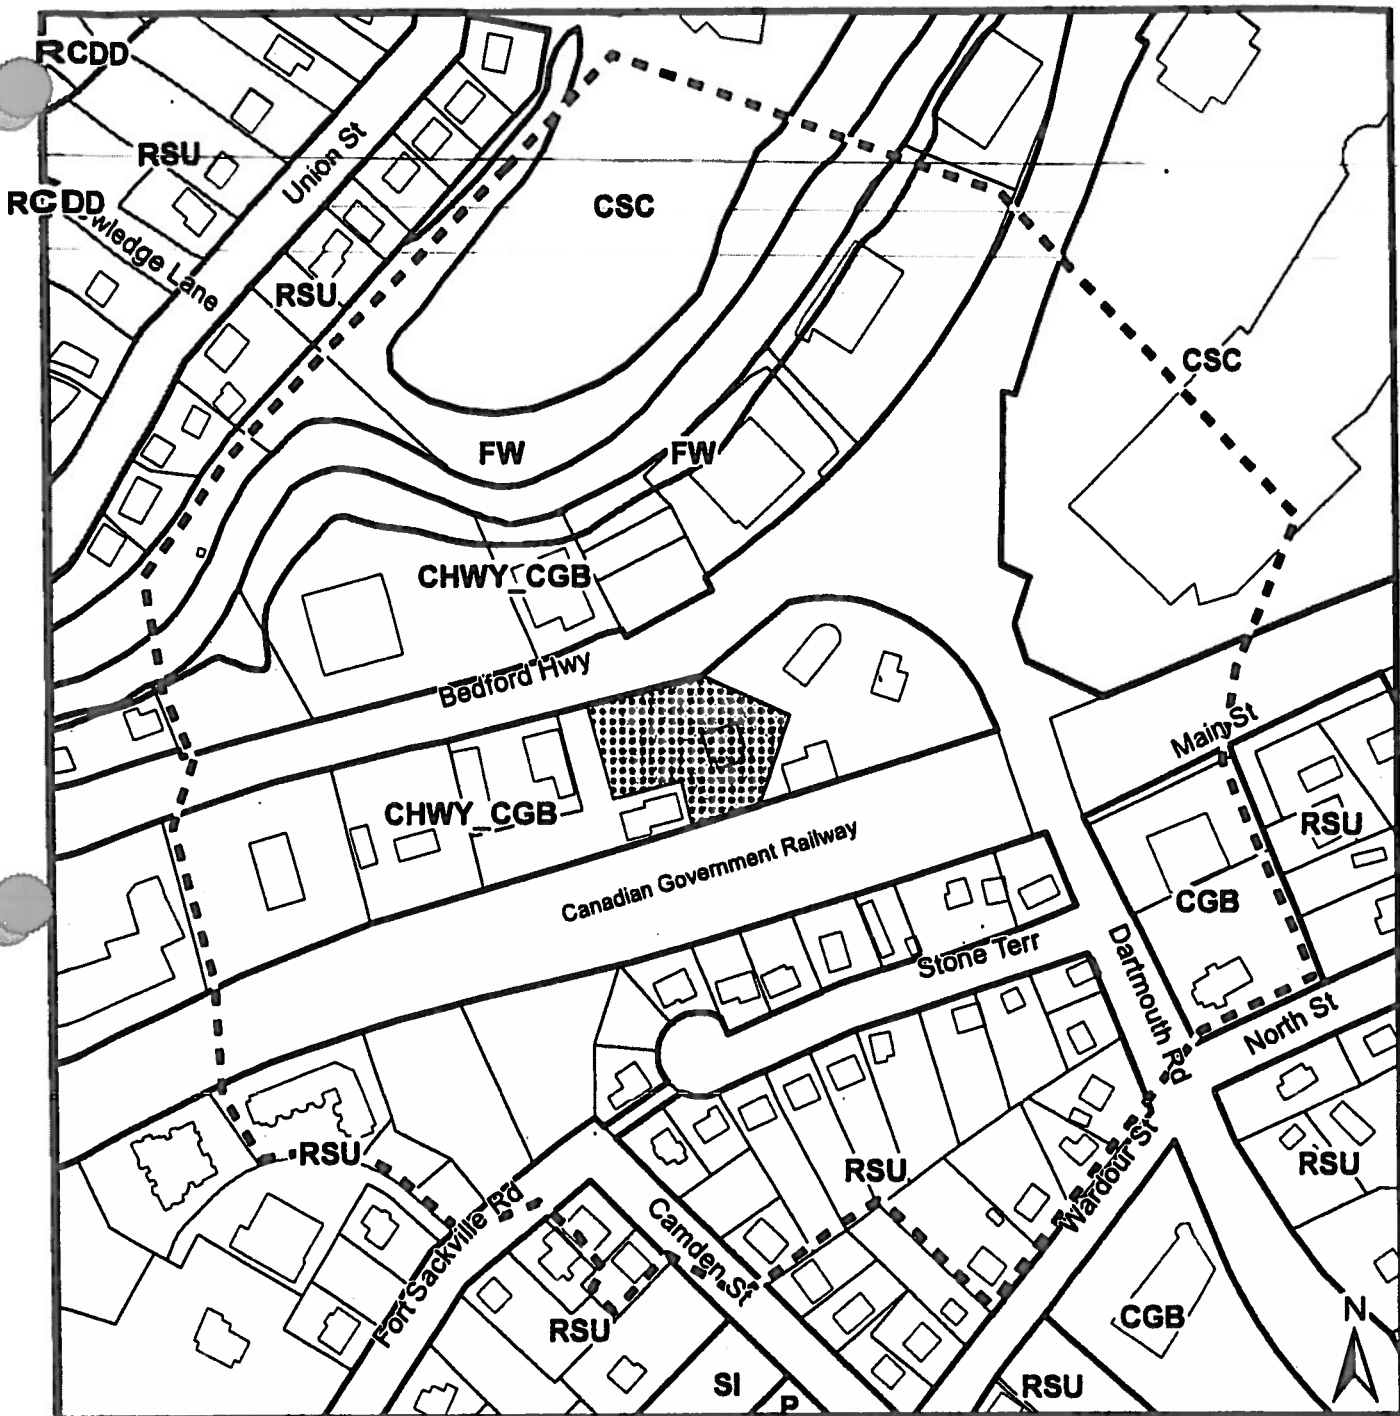 RCDD
RSU
Union St
RCDD
wledge Lane
CSC
RSU
CSC
FW
FW
CHWY_CGB
Bedford Hwy
Main St
CHWY_CGB
RSU
Canadian Government Railway
CGB
Stone Terr
Dartmouth Rd
North St
RSU
RSU
RSU
Wardour St
Fort Sackville Rd
Camden St
RSU
CGB
N
SI
P
RSU